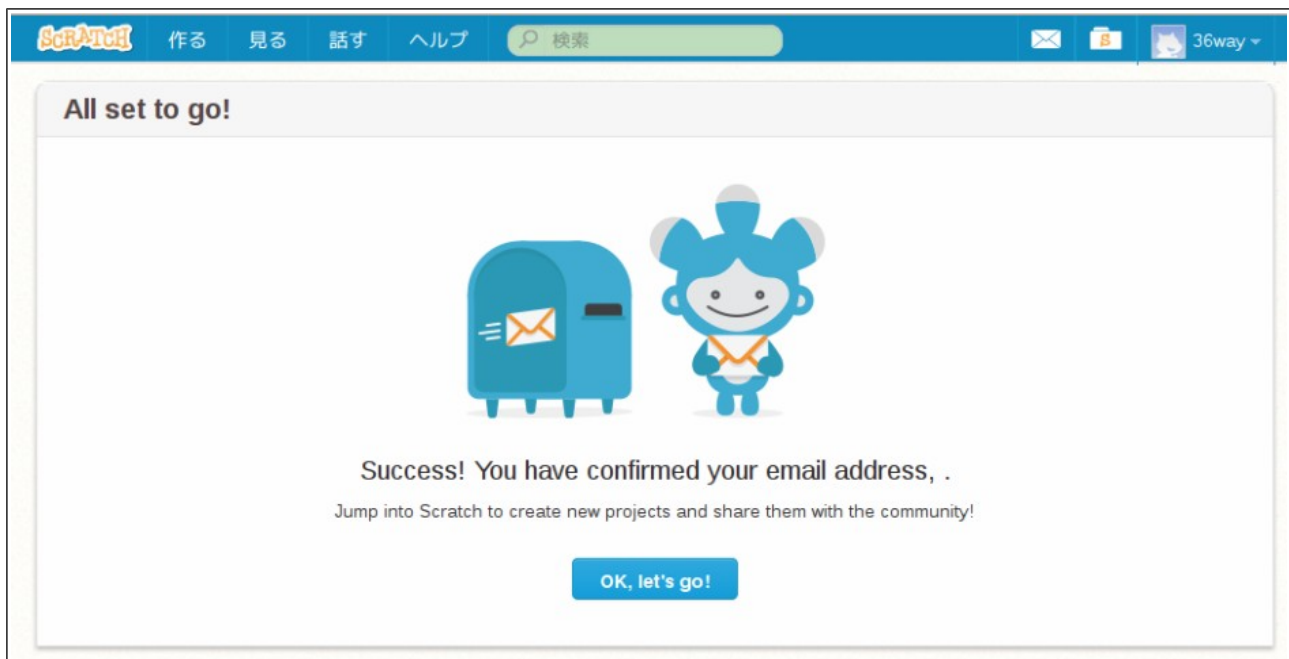 SCRATCH 作る 見る 話す ヘルプ 検索 S 36way
All set to go!
Success! You have confirmed your email address, .
Jump into Scratch to create new projects and share them with the community!
OK, let's go!